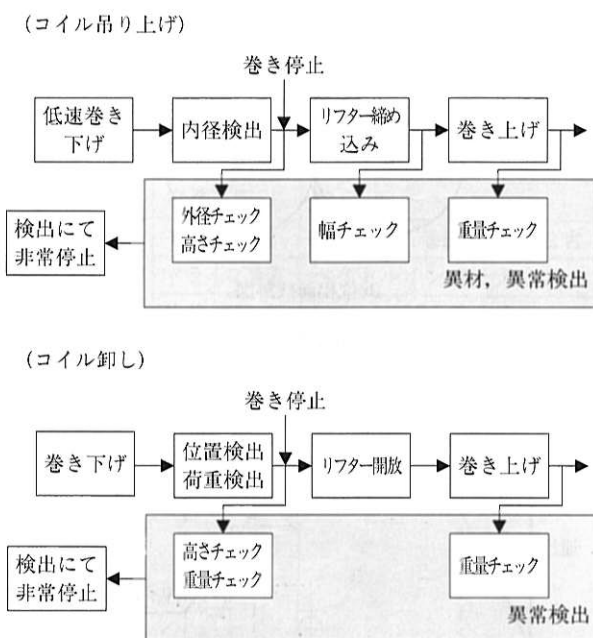 (コイル吊り上げ)
巻き停止
低速巻き
下げ
内径検出
リフター締め
込み
巻き上げ
外径チェック
高さチェック
幅チェック
重量チェック
検出にて
非常停止
異材，異常検出
(コイル卸し)
巻き停止
巻き下げ
位置検出
荷重検出
リフター開放
巻き上げ
高さチェック
重量チェック
重量チェック
検出にて
非常停止
異常検出